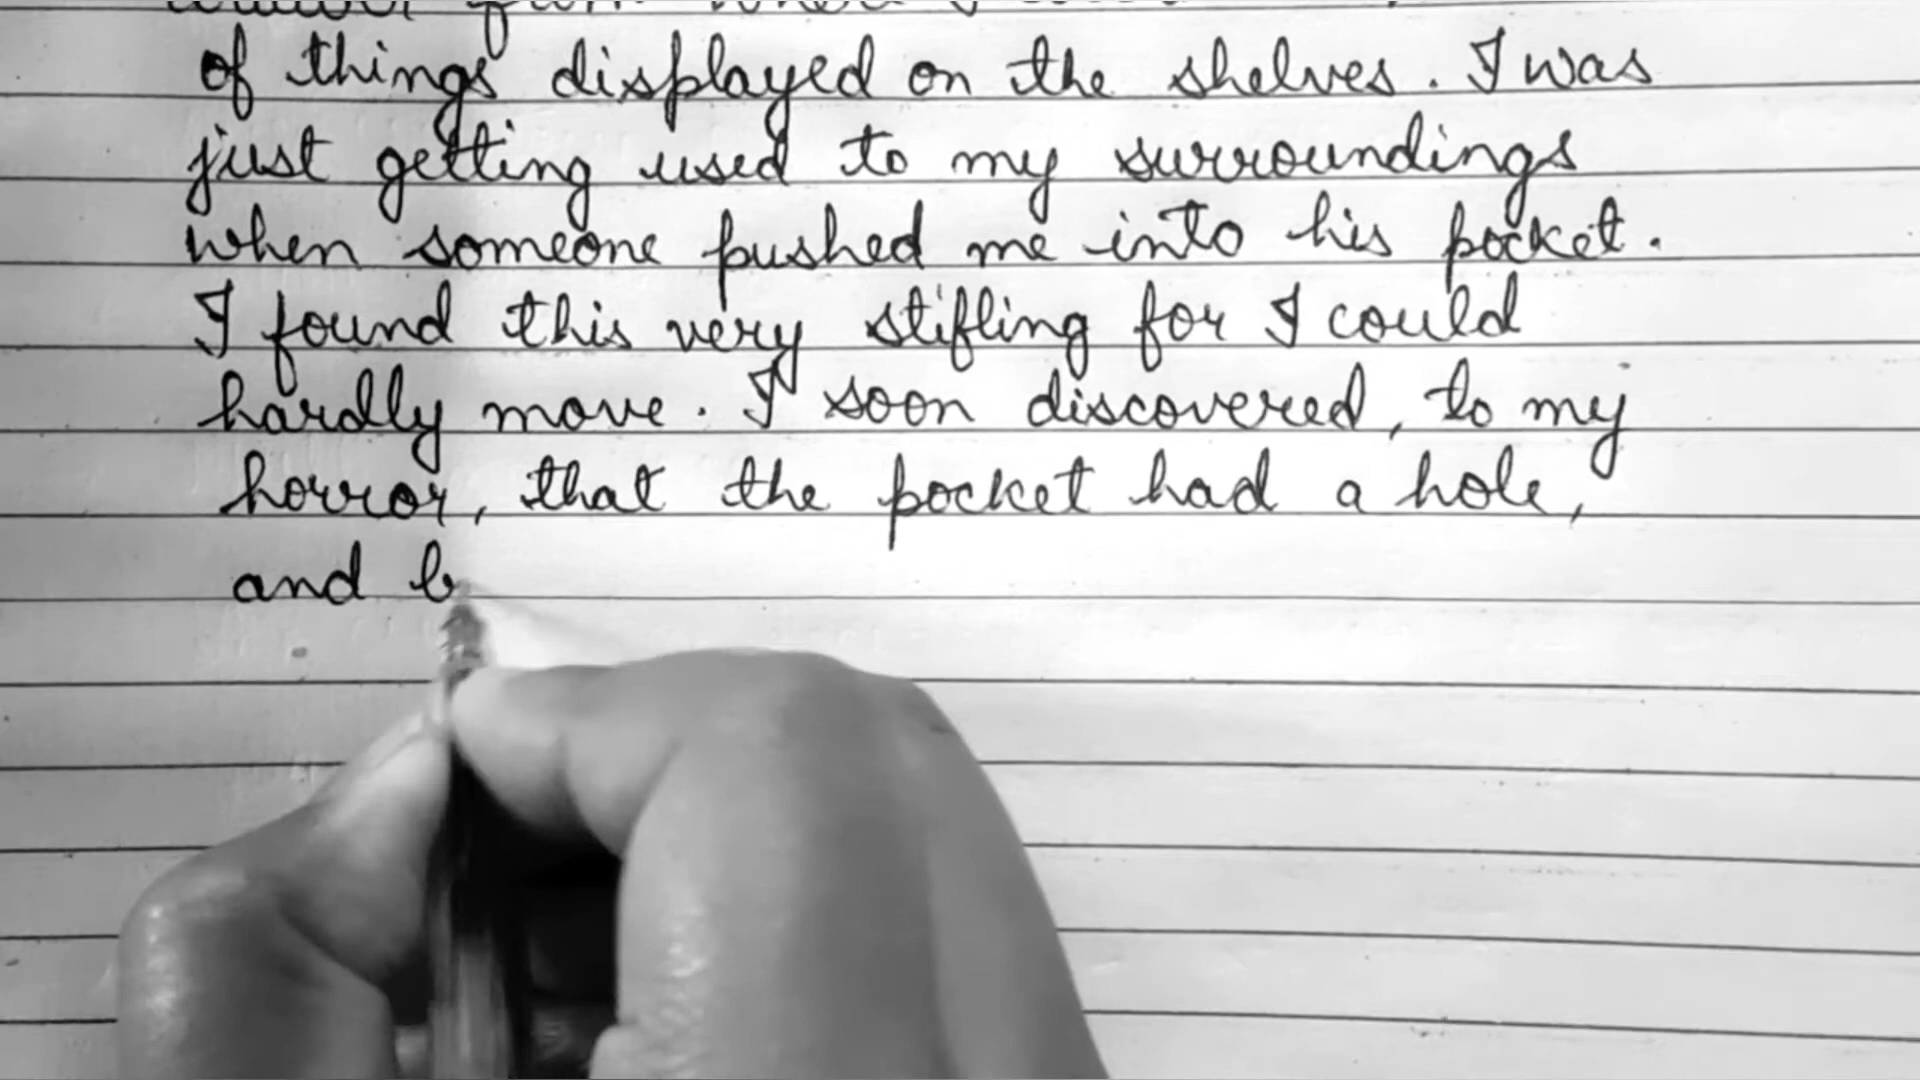 of things displayed on the shelves. I was
just getting used to my surroundings
when someone pushed me into his pocket.
I found this very stifling for I could
hardly move. I soon discovered, to my
horror, that the pocket had a hole,
and b